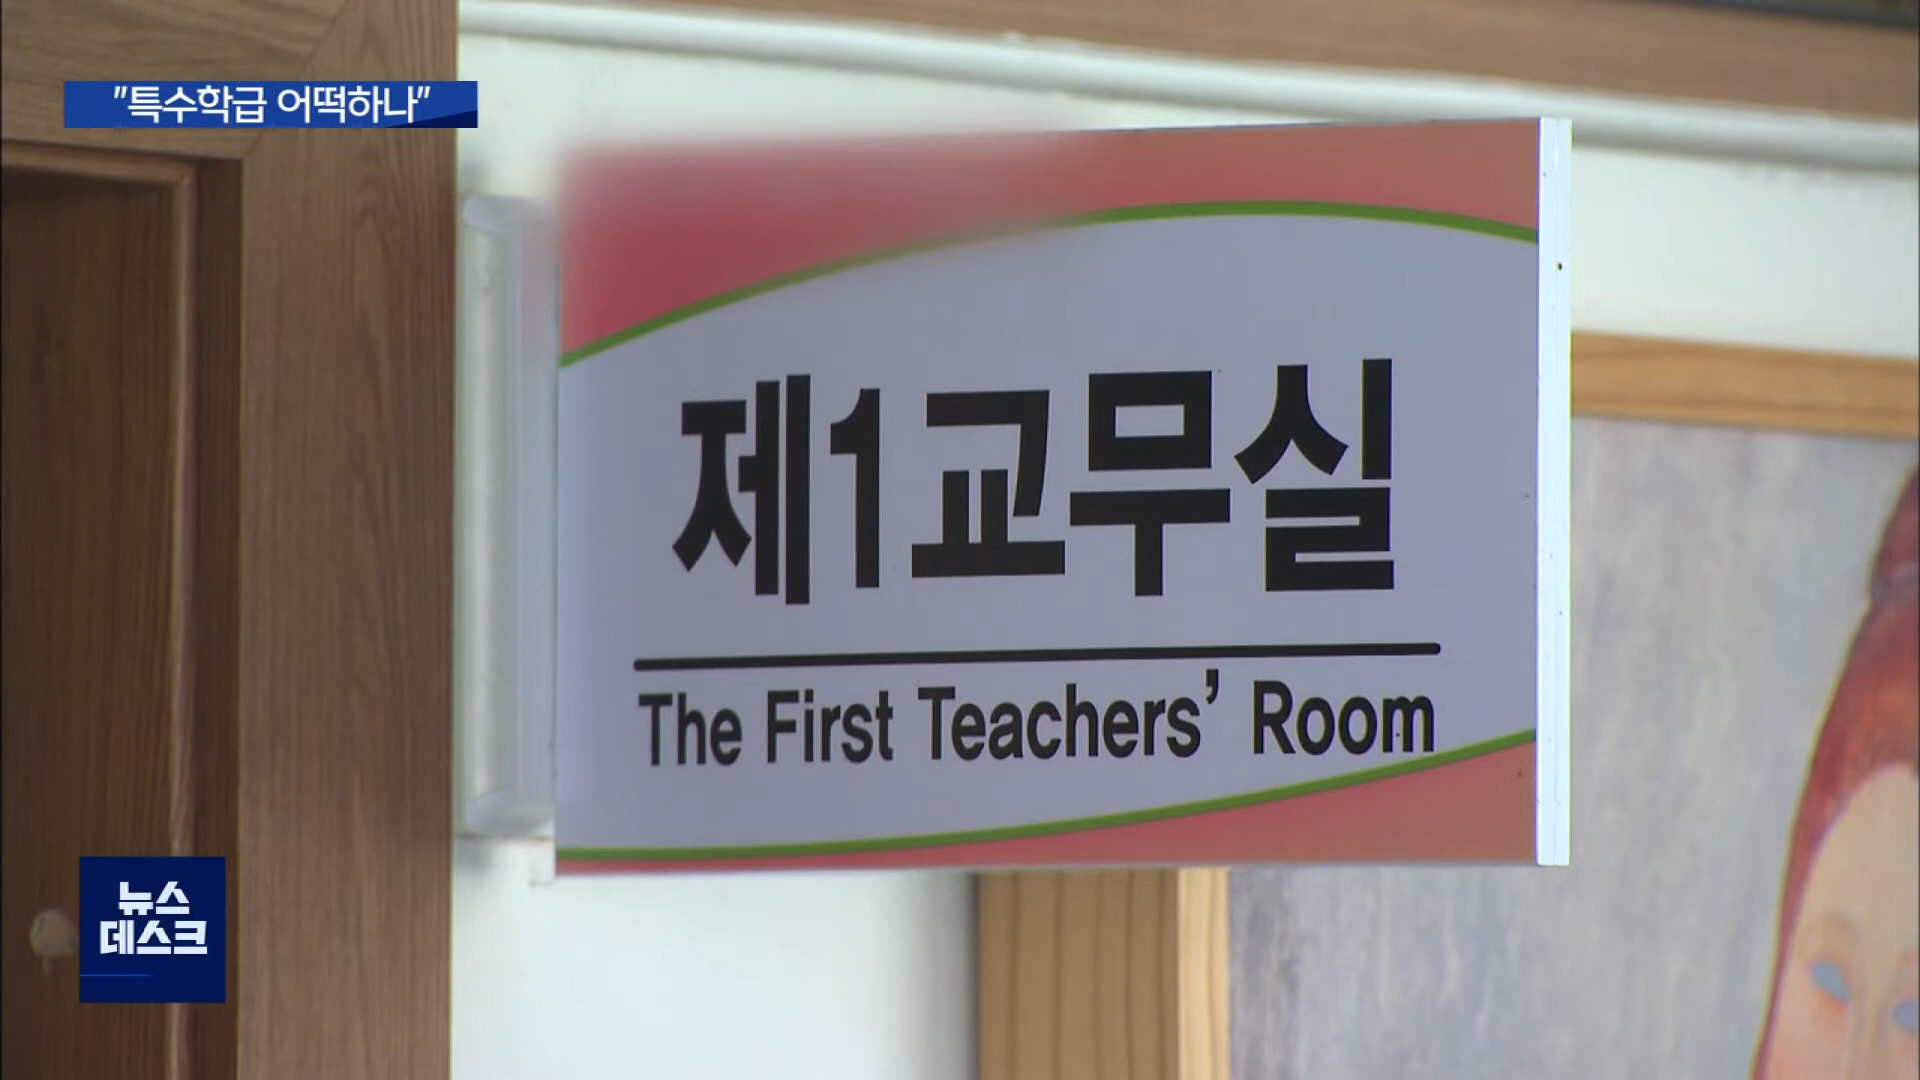 "특수학급 어떡하나"
제1교무실
The First Teachers' Room
뉴스
데스크